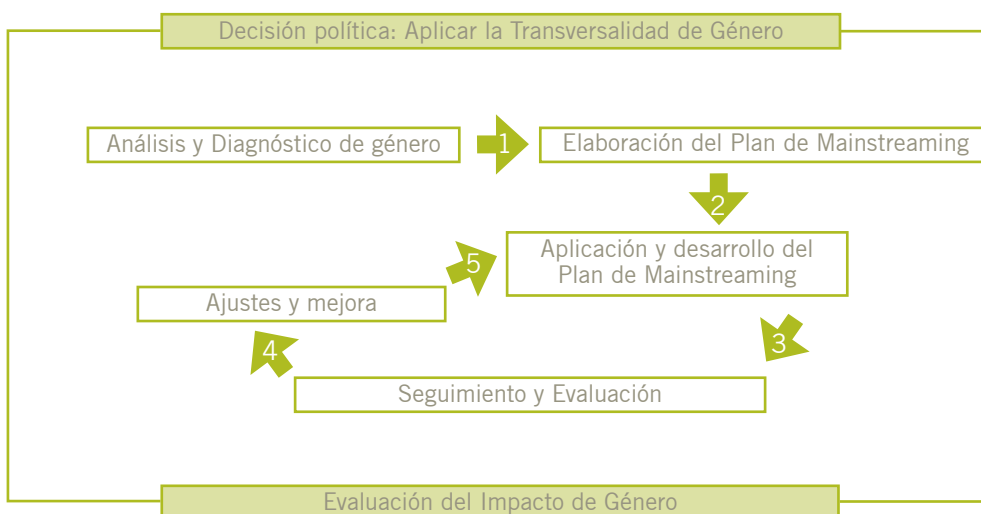 Decisión política: Aplicar la Transversalidad de Género
Análisis y Diagnóstico de género
1
Elaboración del Plan de Mainstreaming
2
Aplicación y desarrollo del
Plan de Mainstreaming
5
Ajustes y mejora
3
4
Seguimiento y Evaluación
Evaluación del Impacto de Género